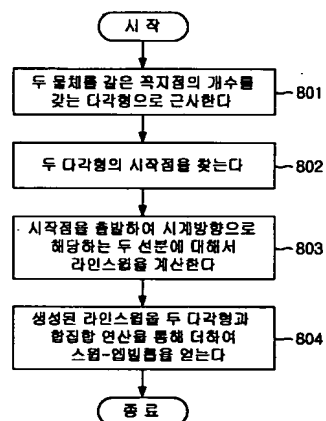 시 작
두 물체를 같은 꼭지점의 개수를
갖는 다각형으로 근사한다
801
두 다각형의 시작점을 찾는다
802
시작점을 출발하여 시계방향으로
해당하는 두 선분에 대해서
라인스윕을 계산한다
803
생성된 라인스윕을 두 다각형과
합집합 연산을 통해 더하여
스윕-엔빌롭을 얻는다
804
종 료